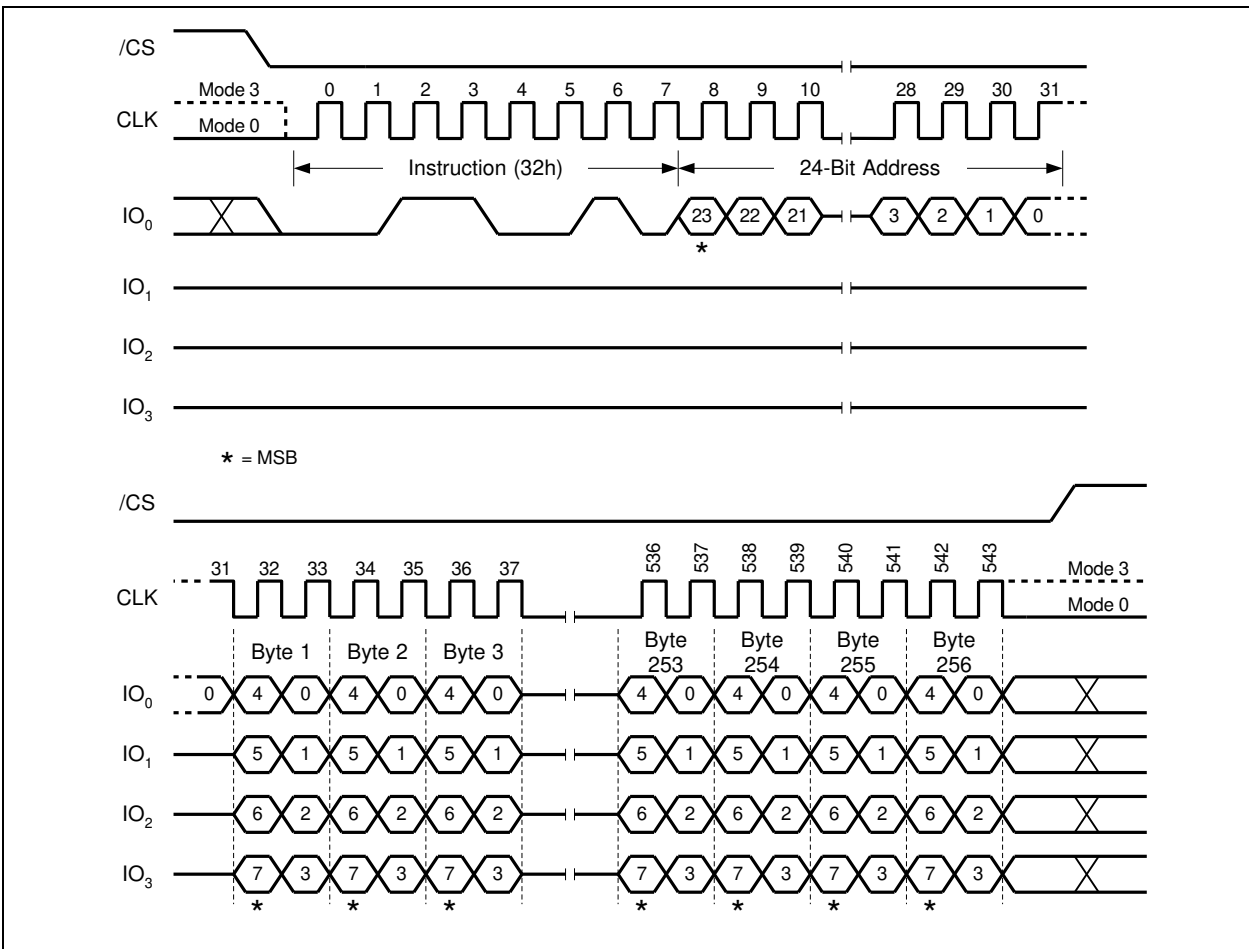 /CS
Mode 3 0 1 2 3 4 5 6 7 8 9 10 28 29 30 31
CLK
Mode 0
Instruction (32h) 24-Bit Address
IO0 23 22 21 3 2 1 0
*
IO1
IO2
IO3
* = MSB
/CS
31 32 33 34 35 36 37 536 537 538 539 540 541 542 543 Mode 3
CLK
Mode 0
Byte 1 Byte 2 Byte 3 Byte 253 Byte 254 Byte 255 Byte 256
IO0 0 4 0 4 0 4 0 4 0 4 0 4 0 4 0
IO1 5 1 5 1 5 1 5 1 5 1 5 1 5 1
IO2 6 2 6 2 6 2 6 2 6 2 6 2 6 2
IO3 7 3 7 3 7 3 7 3 7 3 7 3 7 3
* * * * * * *